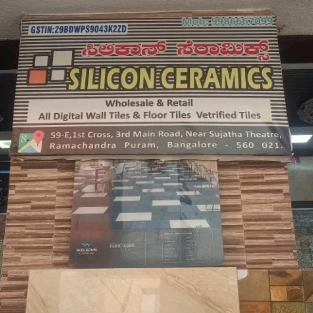 GSTIN:29BDWPS9043K2ZD
ಸಿಲಿಕಾನ್ ಸೆರಾಮಿಕ್ಸ್
SILICON CERAMICS
Wholesale & Retail
All Digital Wall Tiles & Floor Tiles Vetrified Tiles
59-F,1st Cross, 3rd Main Road, Near Sujatha Theatre,
Ramachandra Puram, Bangalore - 560 021.